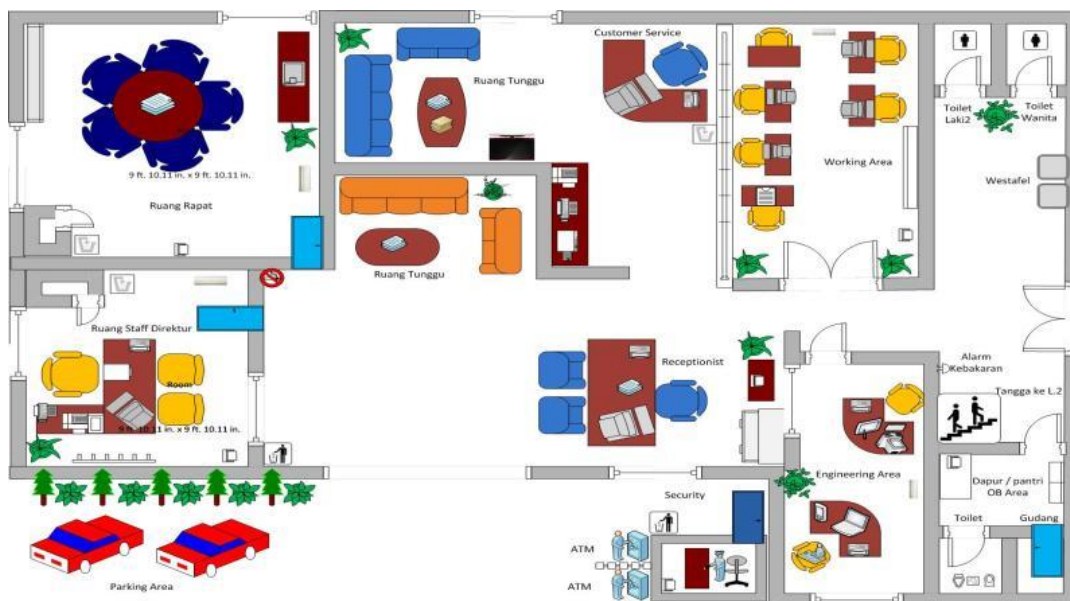 Customer Service
Ruang Tunggu
Toilet
Laki2
Toilet
Wanita
Working Area
Westafel
9 ft. 10.11 in. x 9 ft. 10.11 in.
Ruang Rapat
Ruang Tunggu
Ruang Staff Direktur
Room
9 ft. 10.11 in. x 9 ft. 10.11 in.
Receptionist
Alarm
Kebakaran
Tangga ke L.2
Engineering Area
Dapur / pantri
OB Area
Security
Toilet
Gudang
ATM
ATM
Parking Area